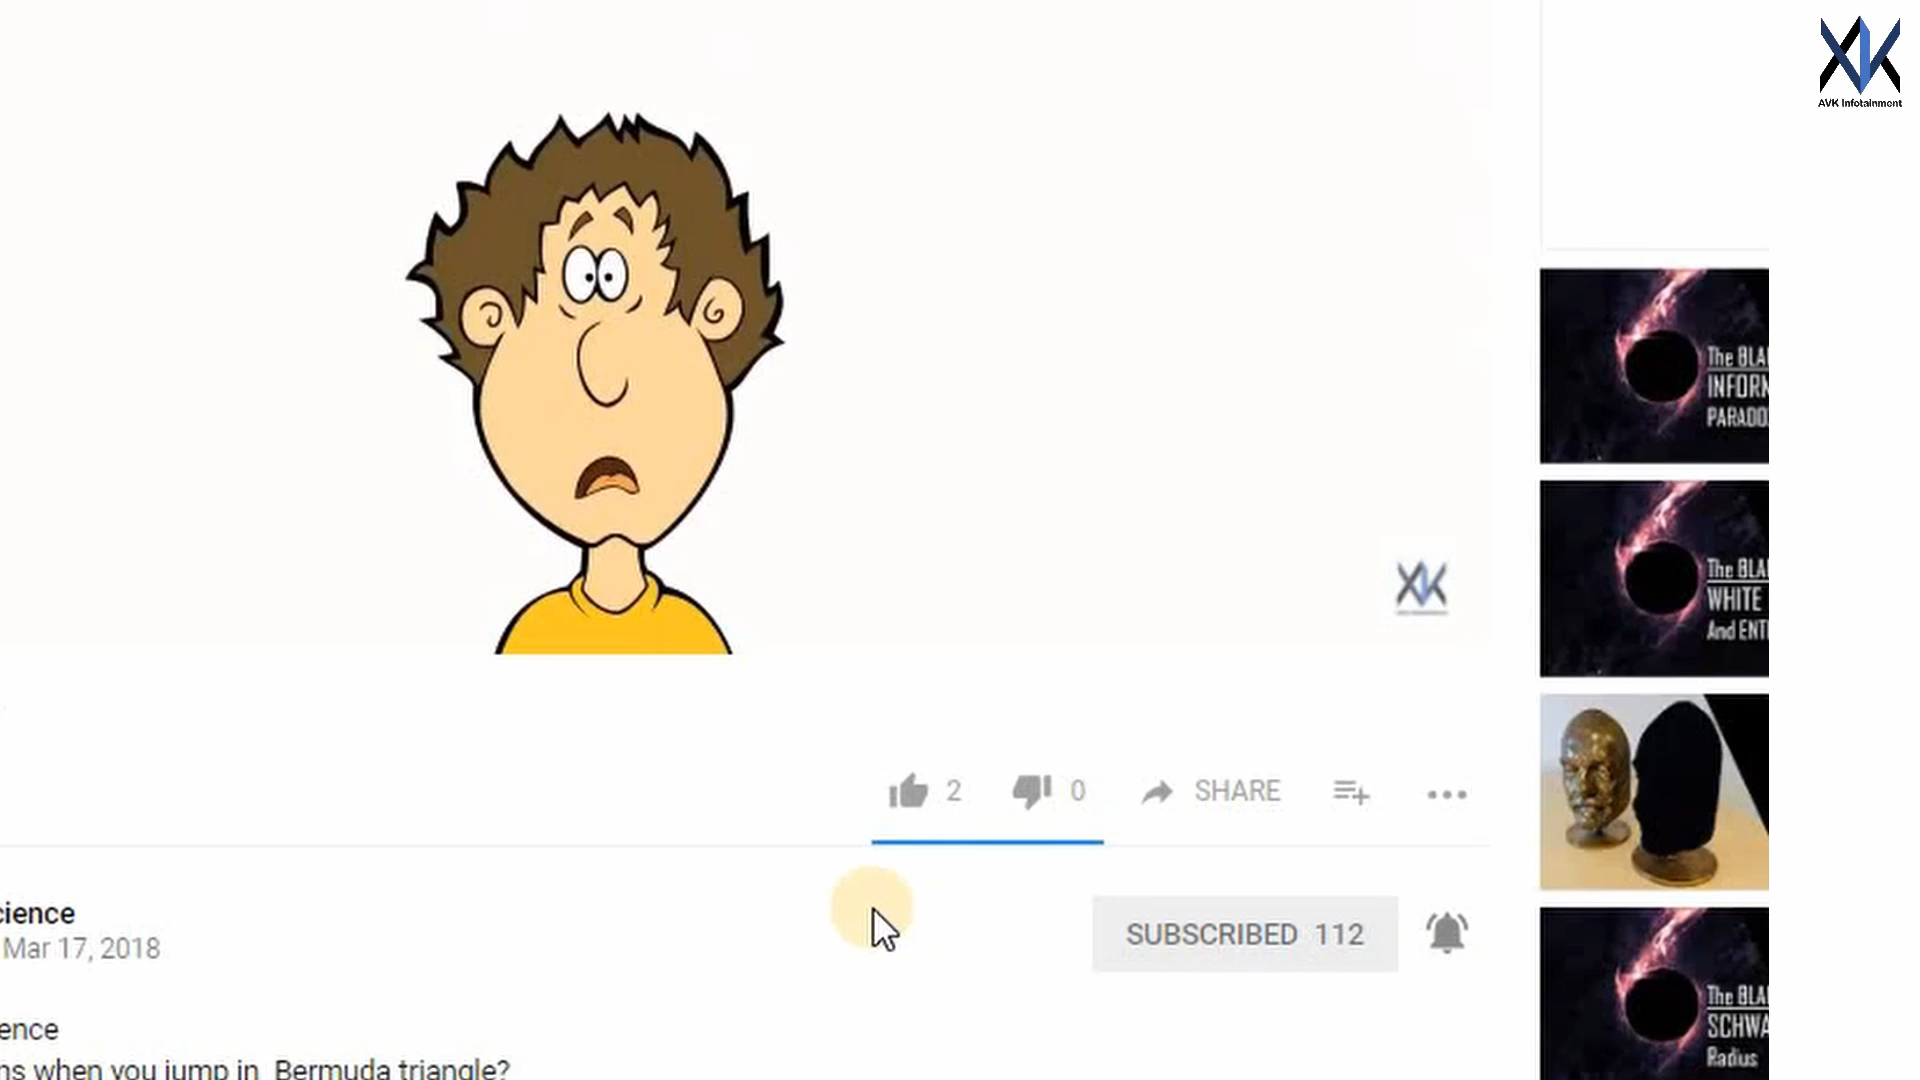 AVK Infotainment
The BLA
INFORM
PARADO
The BLA
WHITE
And ENT
2
0
SHARE
cience
Mar 17, 2018
SUBSCRIBED 112
ence
ns when you jump in Bermuda triangle?
The BLA
SCHWA
Radius